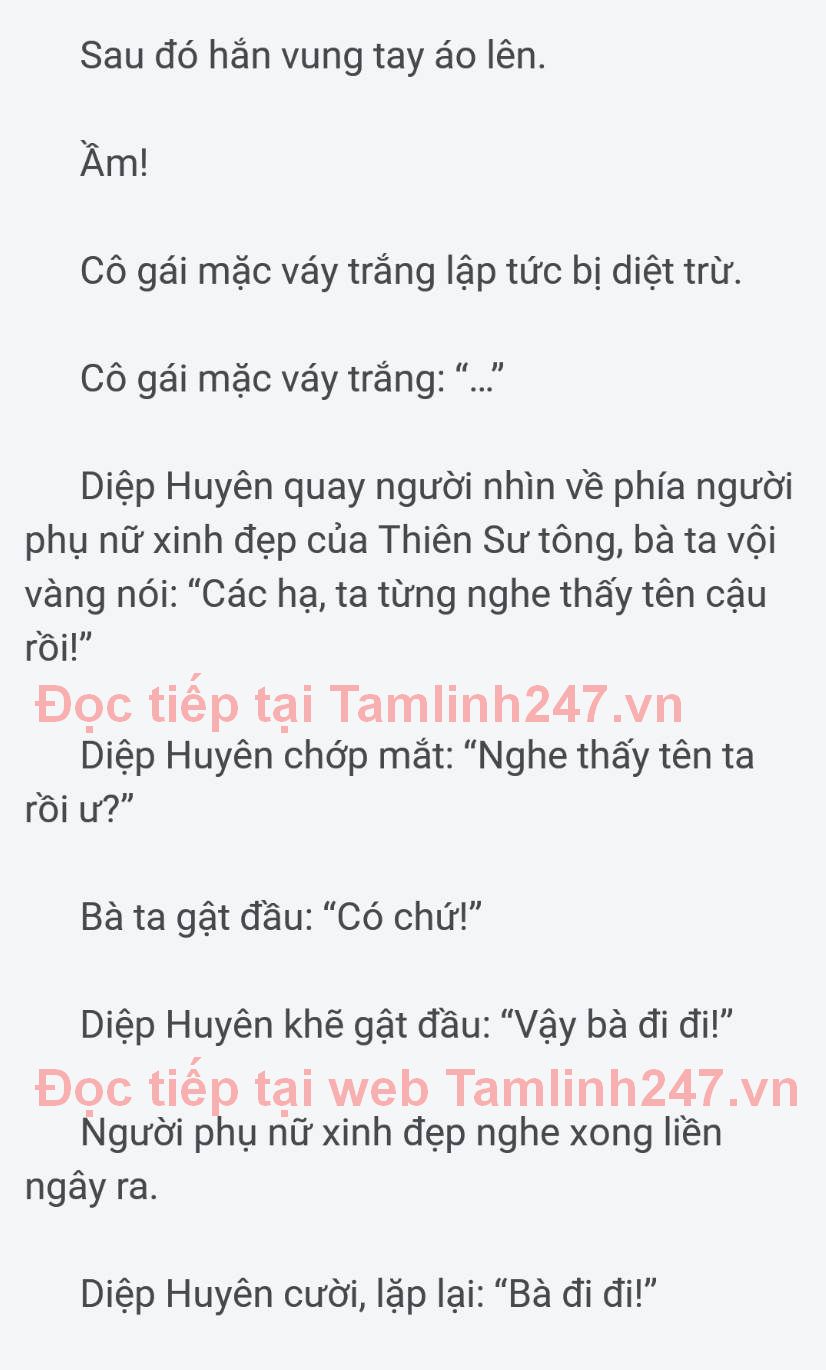 Sau đó hắn vung tay áo lên.
Ầm!
Cô gái mặc váy trắng lập tức bị diệt trừ.
Cô gái mặc váy trắng: “...”
Diệp Huyên quay người nhìn về phía người
phụ nữ xinh đẹp của Thiên Sư tông, bà ta vội
vàng nói: “Các hạ, ta từng nghe thấy tên cậu
rồi!”
Đọc tiếp tại Tamlinh247.vn
Diệp Huyên chớp mắt: “Nghe thấy tên ta
rồi ư?”
Bà ta gật đầu: “Có chứ!”
Diệp Huyên khẽ gật đầu: “Vậy bà đi đi!”
Đọc tiếp tại web Tamlinh247.vn
Người phụ nữ xinh đẹp nghe xong liền
ngây ra.
Diệp Huyên cười, lặp lại: “Bà đi đi!”